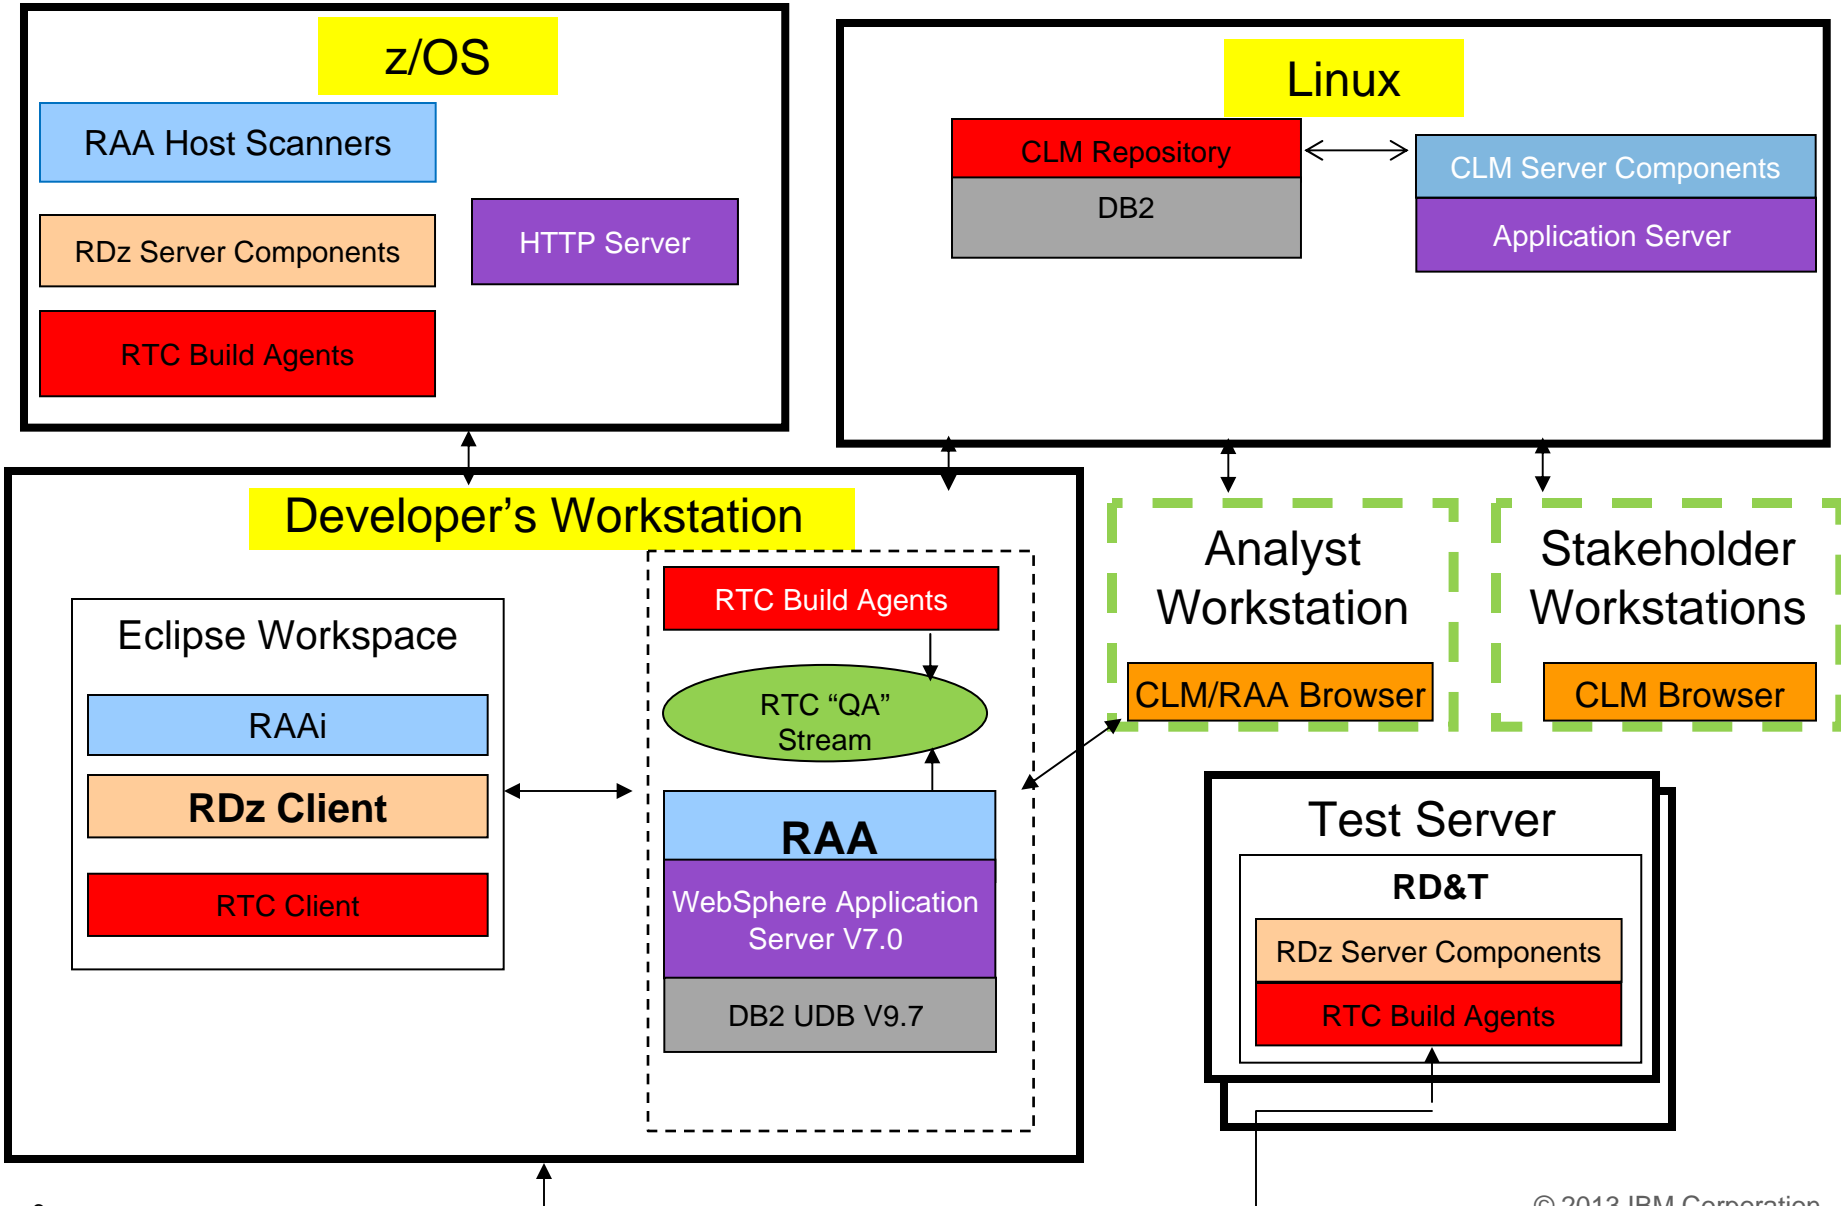 z/OS
RAA Host Scanners
RDz Server Components
HTTP Server
RTC Build Agents
Linux
CLM Repository
DB2
CLM Server Components
Application Server
Developer's Workstation
Eclipse Workspace
RAAi
RDz Client
RTC Client
RTC Build Agents
RTC “QA”
Stream
RAA
WebSphere Application
Server V7.0
DB2 UDB V9.7
Analyst
Workstation
CLM/RAA Browser
Stakeholder
Workstations
CLM Browser
Test Server
RD&T
RDz Server Components
RTC Build Agents
© 2013 IBM Corporation